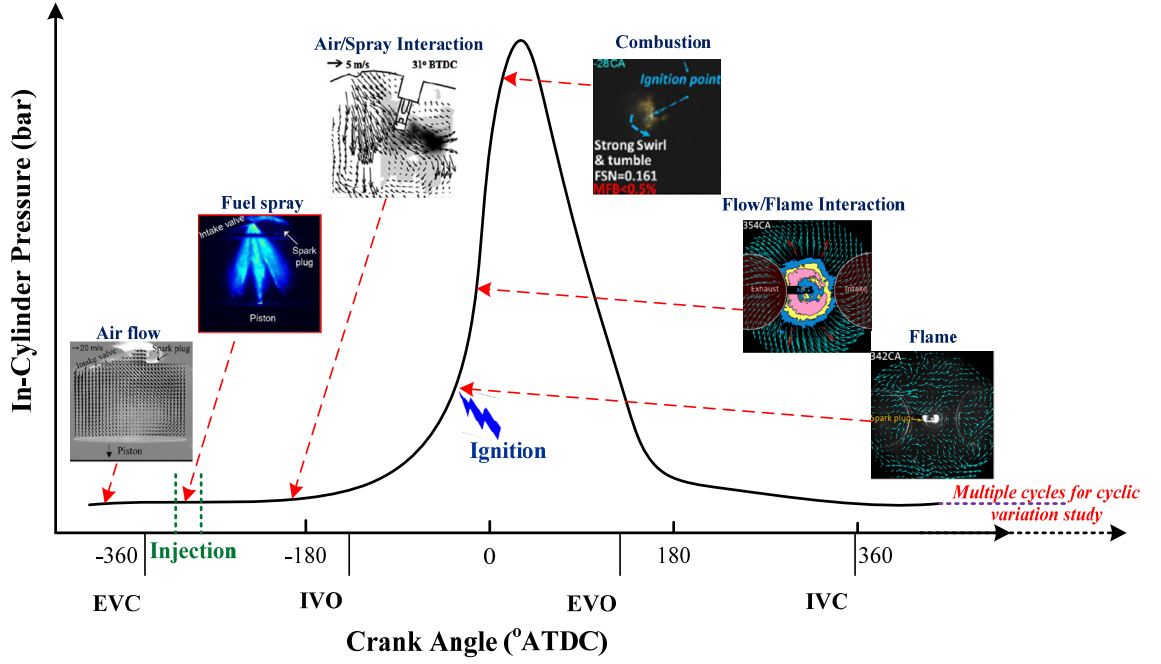 In-Cylinder Pressure (bar)
Air/Spray Interaction
5 m/s 31º BTDC
Combustion
-28CA
Ignition point
Strong Swirl
& tumble
FSN=0.161
MFB<0.5%
Fuel spray
Intake valve
Spark
plug
Piston
Flow/Flame Interaction
354CA
Exhaust
Intake
Air flow
20 m/s
Intake valve
Spark plug
Piston
Flame
342CA
Spark plug
Ignition
Multiple cycles for cyclic
variation study
-360 Injection -180 0 180 360
EVC IVO EVO IVC
Crank Angle (ºATDC)